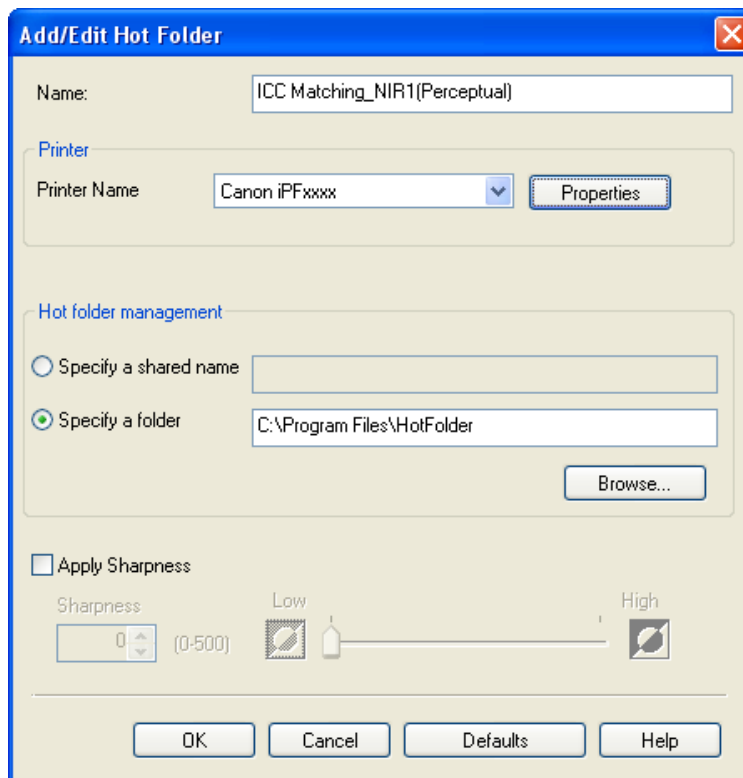 Add/Edit Hot Folder
Name: ICC Matching_NIR1(Perceptual)
Printer
Printer Name Canon iPFxxxx Properties
Hot folder management
Specify a shared name
Specify a folder C:\Program Files\HotFolder
Browse...
Apply Sharpness
Sharpness Low High
0 (0-500)
OK Cancel Defaults Help